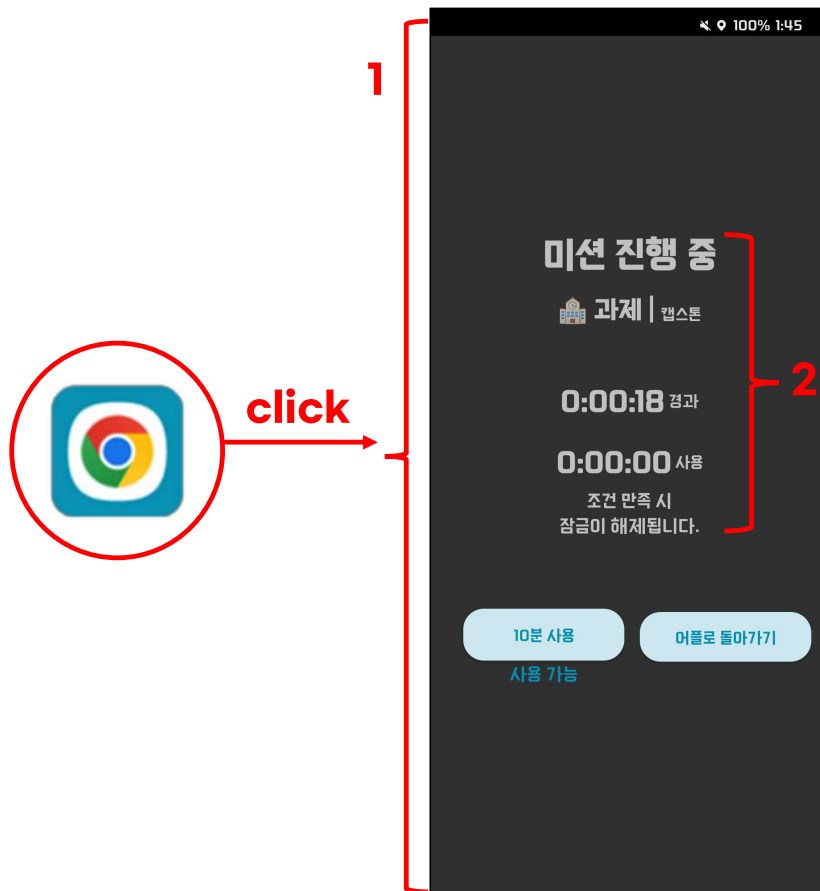 100% 1:45
1
미션 진행 중
과제 | 캡스톤
2
0:00:18 경과
click
0:00:00 사용
조건 만족 시
잠금이 해제됩니다.
10분 사용
어플로 돌아가기
사용 가능